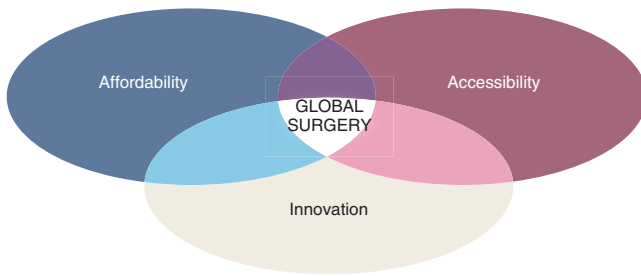 Affordability
Accessibility
GLOBAL
SURGERY
Innovation